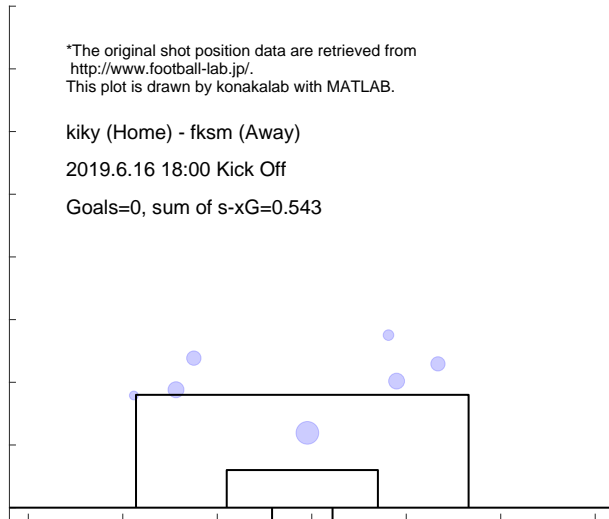 *The original shot position data are retrieved from
http://www.football-lab.jp/.
This plot is drawn by konakalab with MATLAB.
kiky (Home) - fksm (Away)
2019.6.16 18:00 Kick Off
Goals=0, sum of s-xG=0.543